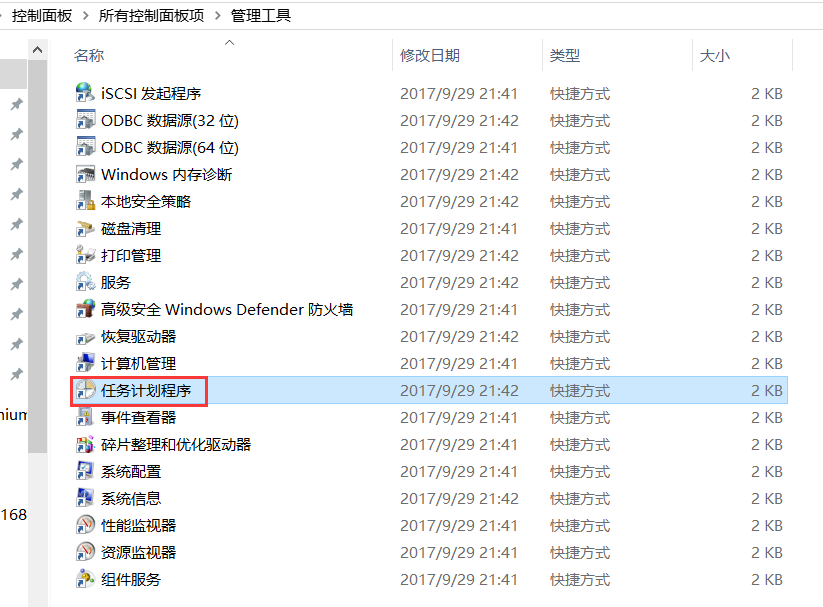 控制面板 > 所有控制面板项 > 管理工具
名称 修改日期 类型 大小
iSCSI 发起程序 2017/9/29 21:41 快捷方式 2 KB
ODBC 数据源(32 位) 2017/9/29 21:42 快捷方式 2 KB
ODBC 数据源(64 位) 2017/9/29 21:41 快捷方式 2 KB
Windows 内存诊断 2017/9/29 21:42 快捷方式 2 KB
本地安全策略 2017/9/29 21:42 快捷方式 2 KB
磁盘清理 2017/9/29 21:41 快捷方式 2 KB
打印管理 2017/9/29 21:42 快捷方式 2 KB
服务 2017/9/29 21:42 快捷方式 2 KB
高级安全 Windows Defender 防火墙 2017/9/29 21:41 快捷方式 2 KB
恢复驱动器 2017/9/29 21:42 快捷方式 2 KB
计算机管理 2017/9/29 21:41 快捷方式 2 KB
任务计划程序 2017/9/29 21:42 快捷方式 2 KB
事件查看器 2017/9/29 21:41 快捷方式 2 KB
碎片整理和优化驱动器 2017/9/29 21:41 快捷方式 2 KB
系统配置 2017/9/29 21:41 快捷方式 2 KB
系统信息 2017/9/29 21:42 快捷方式 2 KB
性能监视器 2017/9/29 21:41 快捷方式 2 KB
资源监视器 2017/9/29 21:41 快捷方式 2 KB
组件服务 2017/9/29 21:41 快捷方式 2 KB
168